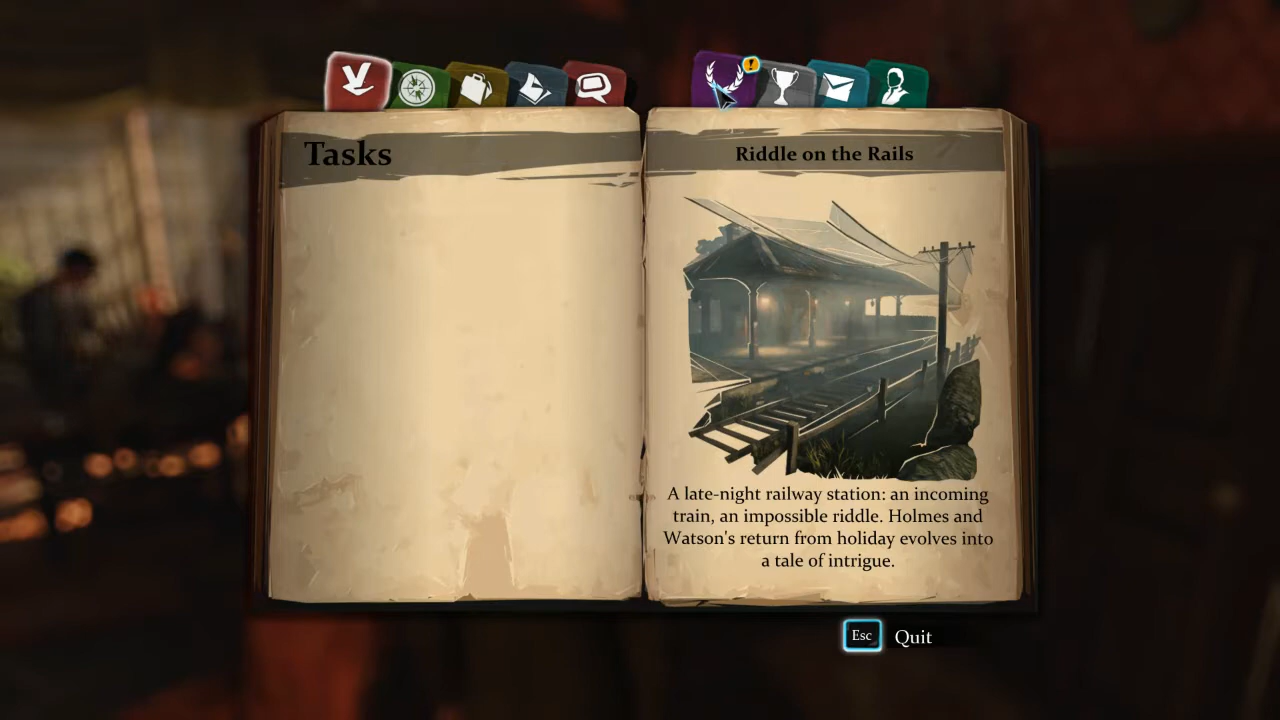 Tasks
Riddle on the Rails
A late-night railway station: an incoming
train, an impossible riddle. Holmes and
Watson's return from holiday evolves into
a tale of intrigue.
Esc Quit